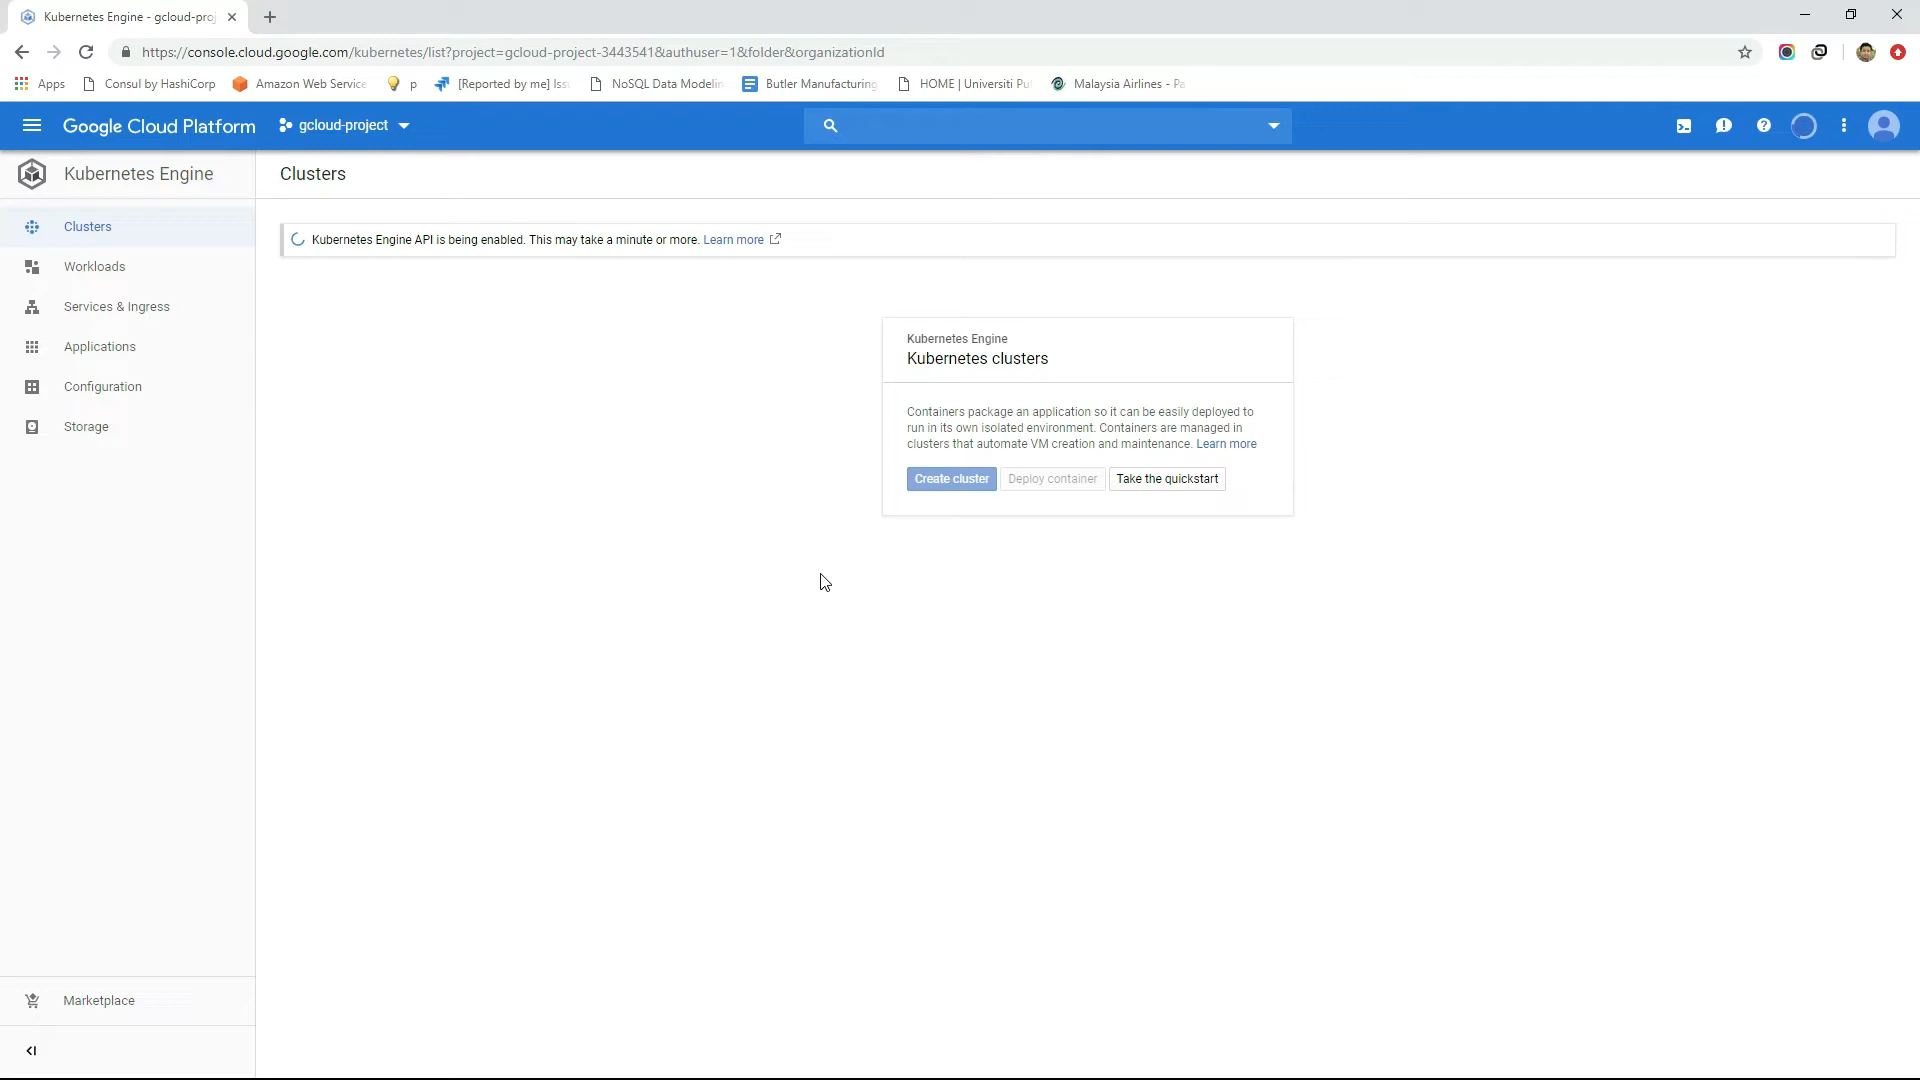 Kubernetes Engine - gcloud-proj
https://console.cloud.google.com/kubernetes/list?project=gcloud-project-3443541&authuser=1&folder&organizationId
Apps Consul by HashiCorp Amazon Web Service p [Reported by me] Iss NoSQL Data Modelin Butler Manufacturing HOME | Universiti Pu Malaysia Airlines - Pa
Google Cloud Platform gcloud-project
Kubernetes Engine
Clusters
Clusters
Workloads
Services & Ingress
Applications
Configuration
Storage
Marketplace
Kubernetes Engine API is being enabled. This may take a minute or more. Learn more
Kubernetes Engine
Kubernetes clusters
Containers package an application so it can be easily deployed to
run in its own isolated environment. Containers are managed in
clusters that automate VM creation and maintenance. Learn more
Create cluster Deploy container Take the quickstart